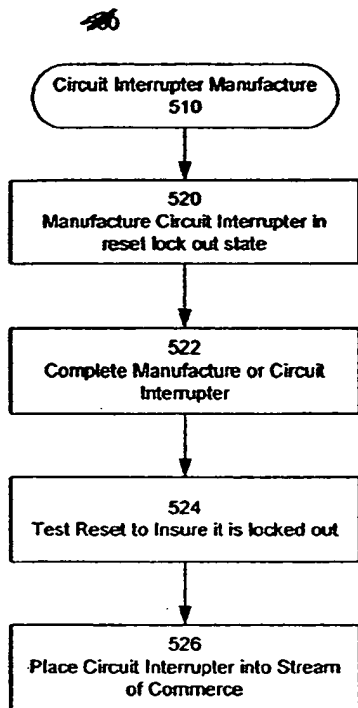 Circuit Interrupter Manufacture
510
520
Manufacture Circuit Interrupter in
reset lock out state
522
Complete Manufacture or Circuit
Interrupter
524
Test Reset to Insure it is locked out
526
Place Circuit Interrupter into Stream
of Commerce